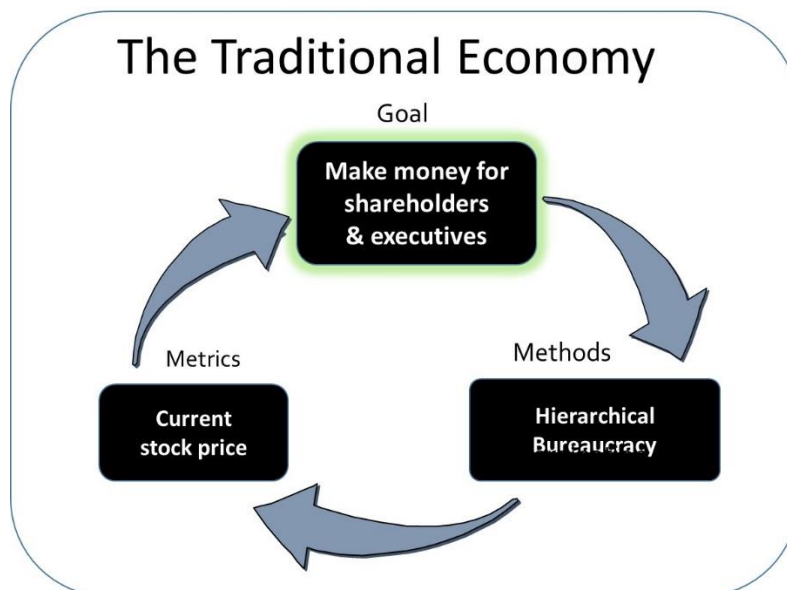 The Traditional Economy
Goal
Make money for
shareholders
& executives
Metrics
Methods
Current
stock price
Hierarchical
Bureaucracy